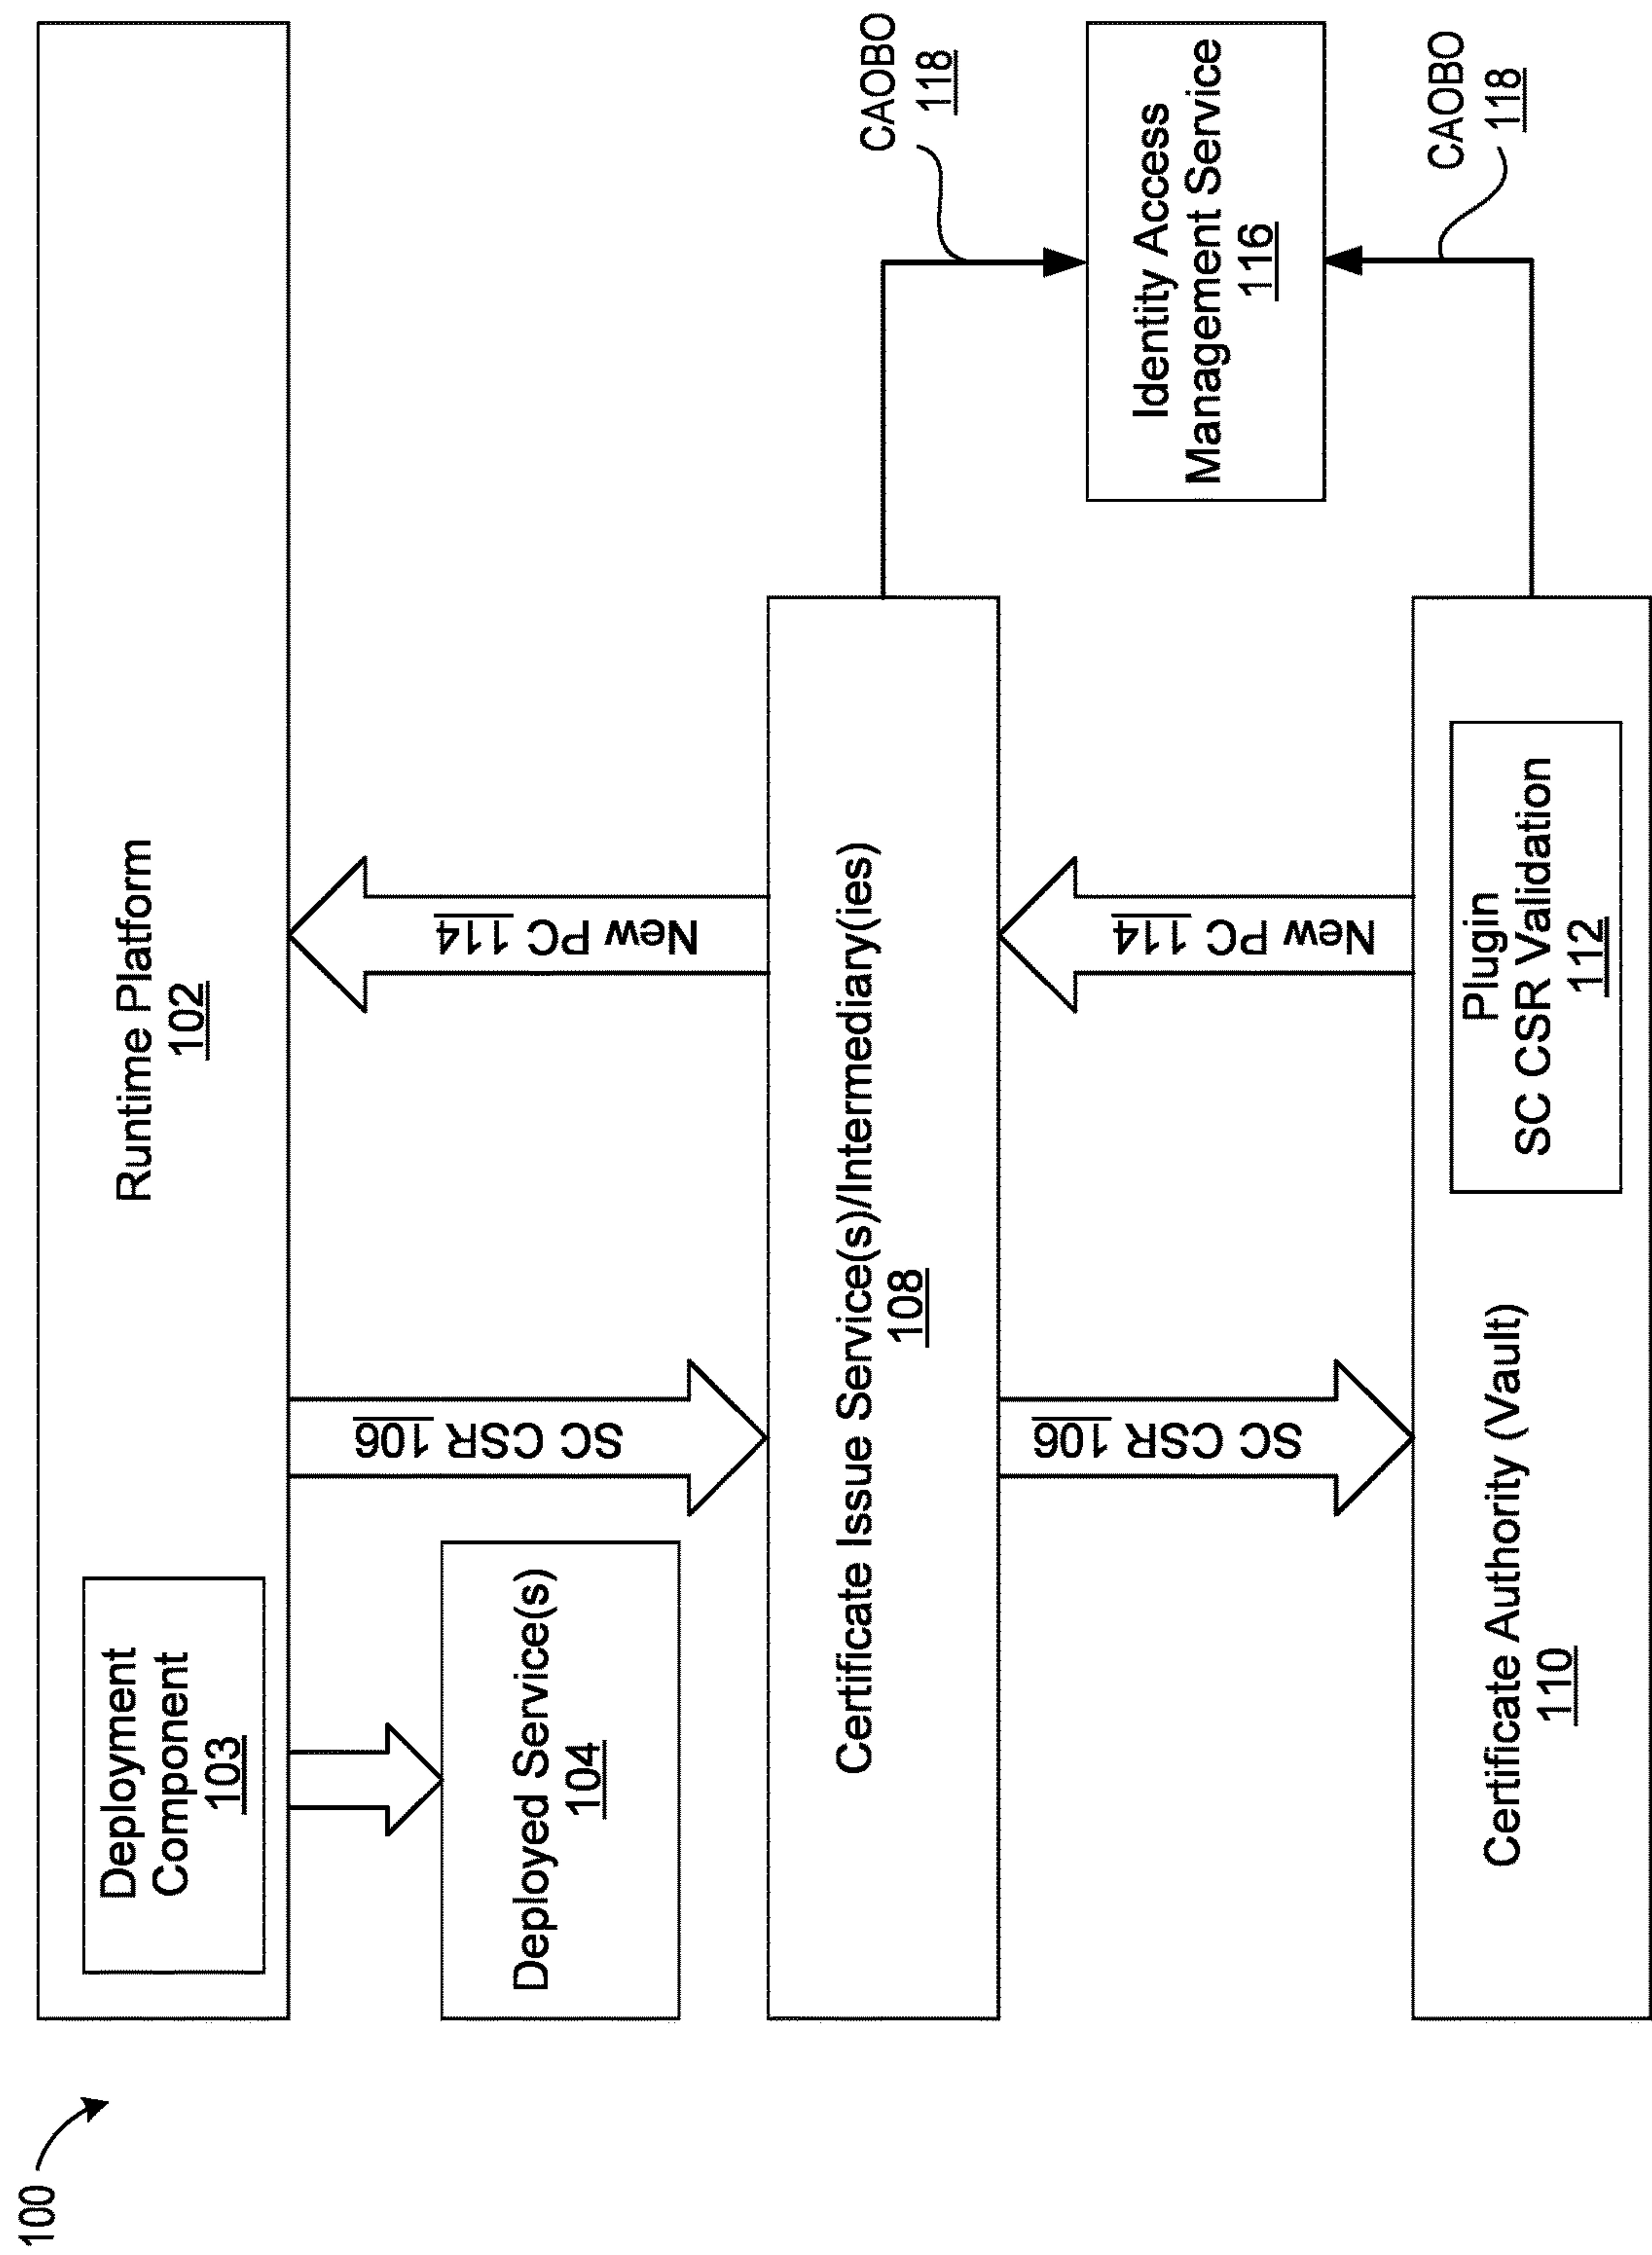 100
Runtime Platform
102
Deployment
Component
103
Deployed Service(s)
104
SC CSR 106
New PC 114
Certificate Issue Service(s)/Intermediary(ies)
108
CAOBO
118
Identity Access
Management Service
116
SC CSR 106
New PC 114
CAOBO
118
Certificate Authority (Vault)
110
Plugin
SC CSR Validation
112